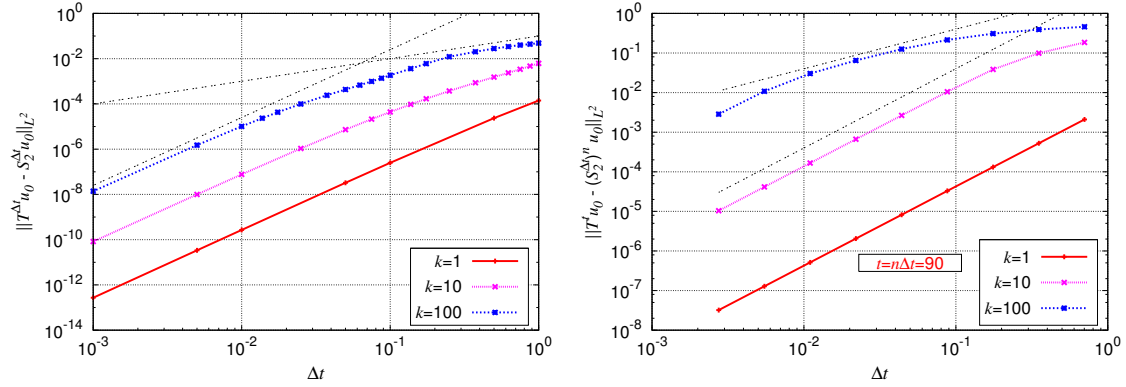 ||T^Δt u_0 - S_2^Δt u_0||_L^2
10^0
10^-2
10^-4
10^-6
10^-8
10^-10
10^-12
10^-14
10^-3
10^-2
10^-1
10^0
Δt
k=1
k=10
k=100
||T^t u_0 - (S_2^Δt)^n u_0||_L^2
10^0
10^-1
10^-2
10^-3
10^-4
10^-5
10^-6
10^-7
10^-8
10^-3
10^-2
10^-1
10^0
Δt
t=nΔt=90
k=1
k=10
k=100